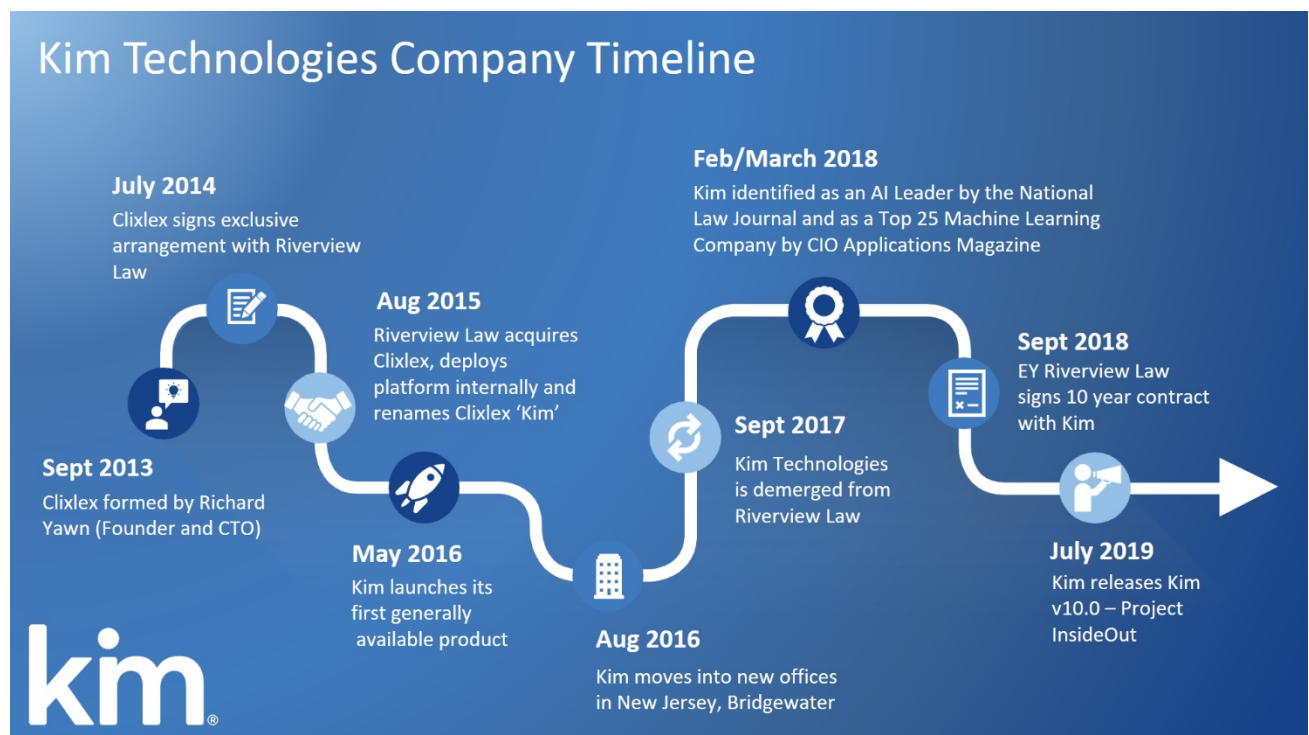 Kim Technologies Company Timeline
July 2014
Clixlex signs exclusive
arrangement with Riverview
Law
Sept 2013
Clixlex formed by Richard
Yawn (Founder and CTO)
Aug 2015
Riverview Law acquires
Clixlex, deploys
platform internally and
renames Clixlex ‘Kim’
May 2016
Kim launches its
first generally
available product
Aug 2016
Kim moves into new offices
in New Jersey, Bridgewater
Sept 2017
Kim Technologies
is demerged from
Riverview Law
Feb/March 2018
Kim identified as an AI Leader by the National
Law Journal and as a Top 25 Machine Learning
Company by CIO Applications Magazine
Sept 2018
EY Riverview Law
signs 10 year contract
with Kim
July 2019
Kim releases Kim
v10.0 – Project
InsideOut
kim®